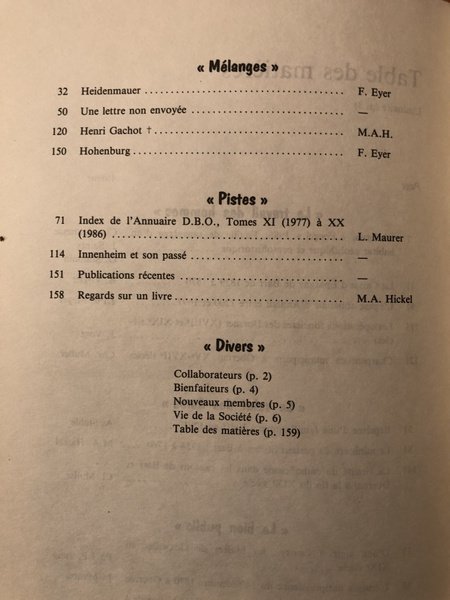 « Mélanges »
32 Heidenmauer ........................................ F. Eyer
50 Une lettre non envoyée ........................................ —
120 Henri Gachot † ........................................ M.A.H.
150 Hohenburg ........................................ F. Eyer
« Pistes »
71 Index de l'Annuaire D.B.O., Tomes XI (1977) à XX
(1986) ........................................ L. Maurer
114 Innenheim et son passé ........................................ —
151 Publications récentes ........................................ —
158 Regards sur un livre ........................................ M.A. Hickel
« Divers »
Collaborateurs (p. 2)
Bienfaiteurs (p. 4)
Nouveaux membres (p. 5)
Vie de la Société (p. 6)
Table des matières (p. 159)